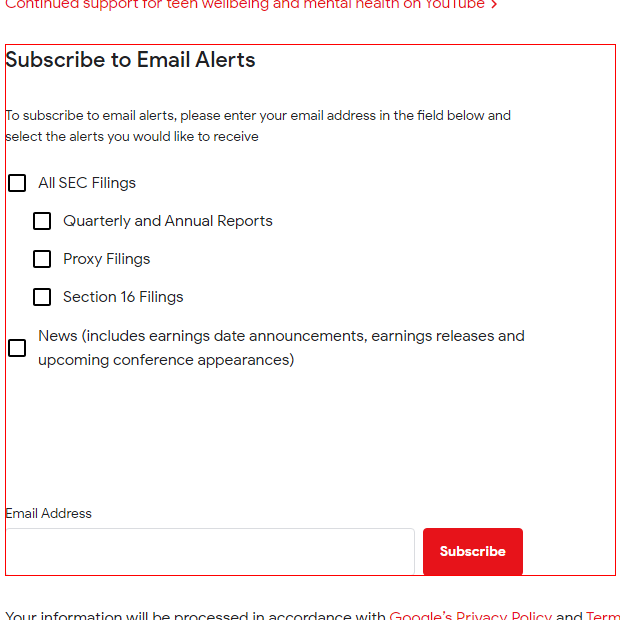 Continued support for teen wellbeing and mental health on YouTube
Subscribe to Email Alerts
To subscribe to email alerts, please enter your email address in the field below and
select the alerts you would like to receive
All SEC Filings
Quarterly and Annual Reports
Proxy Filings
Section 16 Filings
News (includes earnings date announcements, earnings releases and
upcoming conference appearances)
Email Address
Subscribe
Your information will be processed in accordance with Google's Privacy Policy and Term